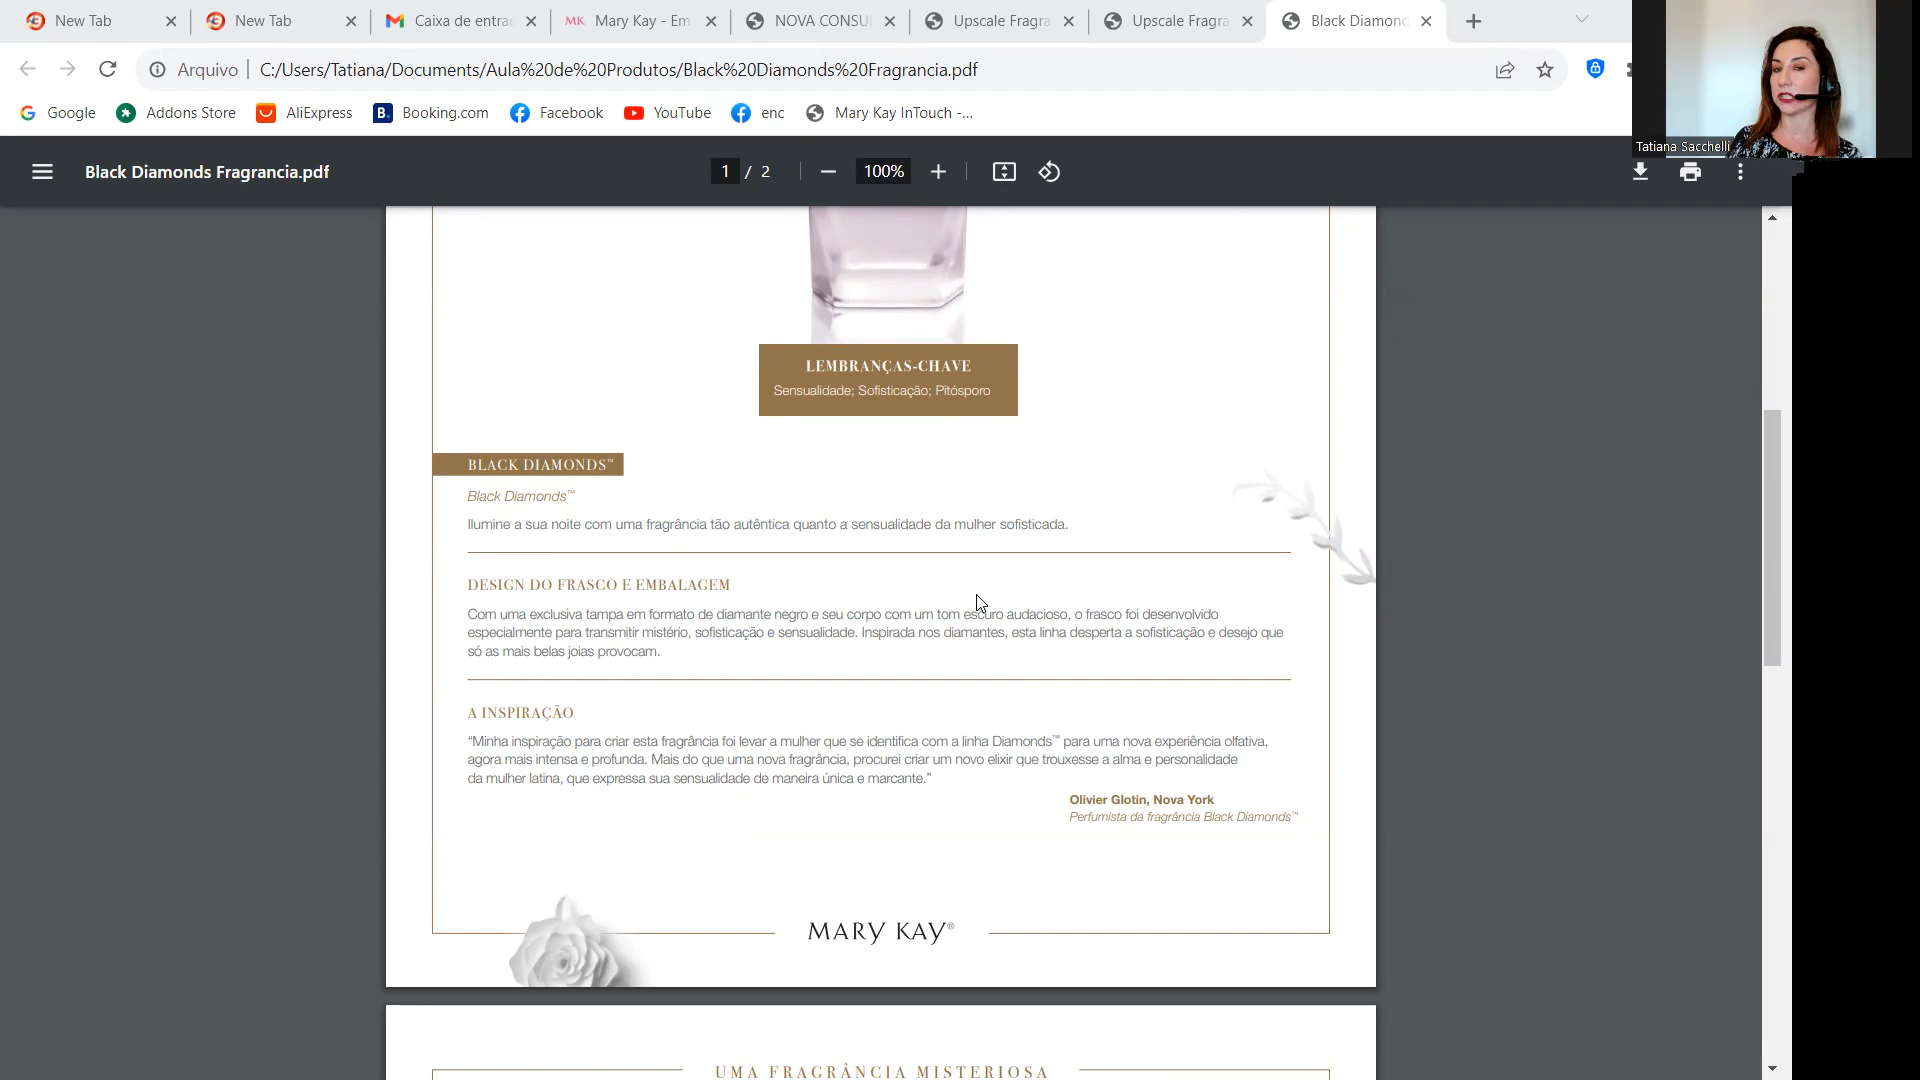 New Tab
New Tab
Caixa de entra
Mary Kay - Em
NOVA CONSU
Upscale Fragra
Upscale Fragra
Black Diamond
Arquivo
C:/Users/Tatiana/Documents/Aula%20de%20Produtos/Black%20Diamonds%20Fragrancia.pdf
Google
Addons Store
AliExpress
Booking.com
Facebook
YouTube
enc
Mary Kay InTouch -...
Tatiana Sacchelli
Black Diamonds Fragrancia.pdf
1 / 2
100%
LEMBRANÇAS-CHAVE
Sensualidade; Sofisticação; Pitósporo
BLACK DIAMONDS™
Black Diamonds™
Ilumine a sua noite com uma fragrância tão autêntica quanto a sensualidade da mulher sofisticada.
DESIGN DO FRASCO E EMBALAGEM
Com uma exclusiva tampa em formato de diamante negro e seu corpo com um tom escuro audacioso, o frasco foi desenvolvido
especialmente para transmitir mistério, sofisticação e sensualidade. Inspirada nos diamantes, esta linha desperta a sofisticação e desejo que
só as mais belas joias provocam.
A INSPIRAÇÃO
“Minha inspiração para criar esta fragrância foi levar a mulher que se identifica com a linha Diamonds™ para uma nova experiência olfativa,
agora mais intensa e profunda. Mais do que uma nova fragrância, procurei criar um novo elixir que trouxesse a alma e personalidade
da mulher latina, que expressa sua sensualidade de maneira única e marcante.”
Olivier Glotin, Nova York
Perfumista da fragrância Black Diamonds™
MARY KAY®
UMA FRAGRÂNCIA MISTERIOSA